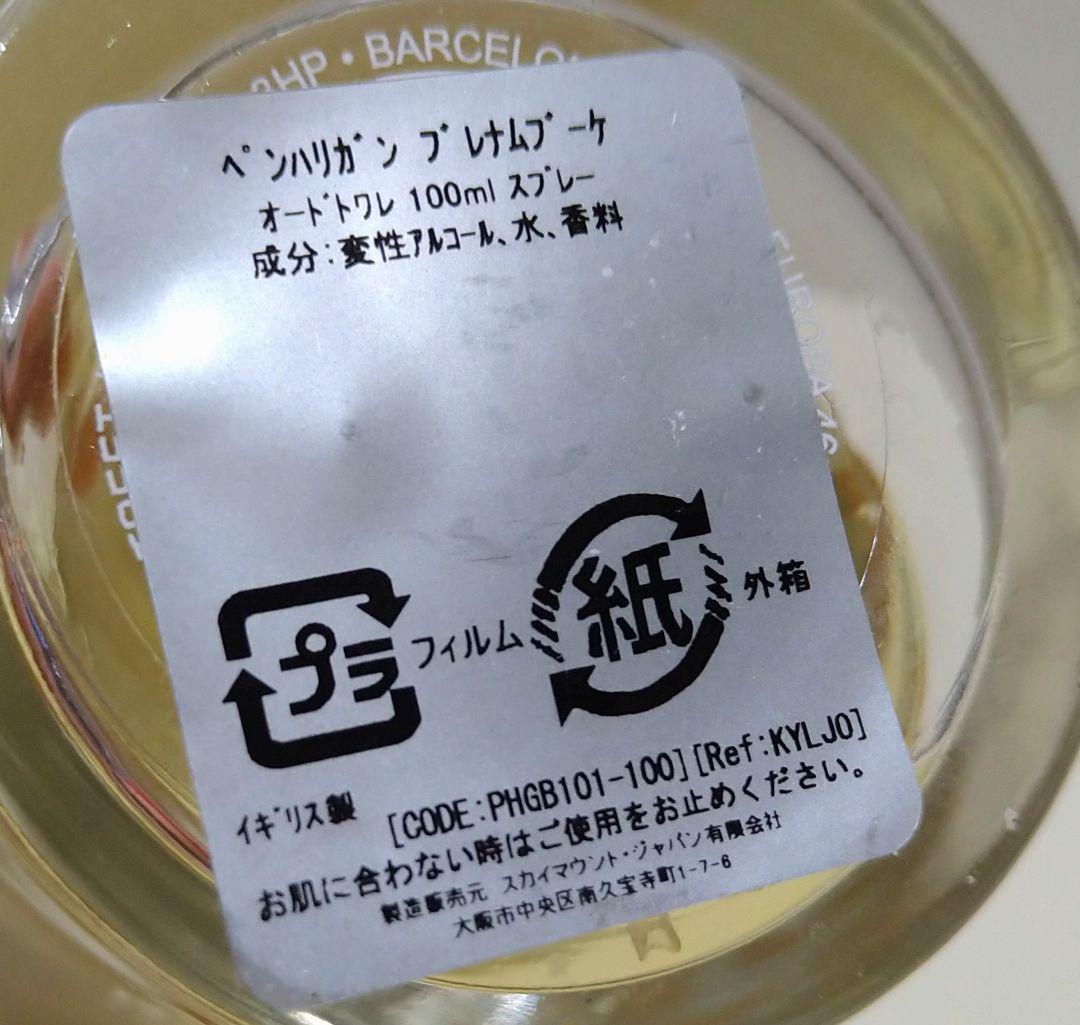 BARCELO
ペンハリガン ブレナムブーケ
オードトワレ 100ml スプレー
成分:変性アルコール、水、香料
EUROPA
プラ フィルム 紙 外箱
イギリス製 [CODE:PHGB101-100][Ref:KYLJO]
お肌に合わない時はご使用をお止めください。
製造販売元 スカイマウント・ジャパン有限会社
大阪市中央区南久宝寺町1-7-6